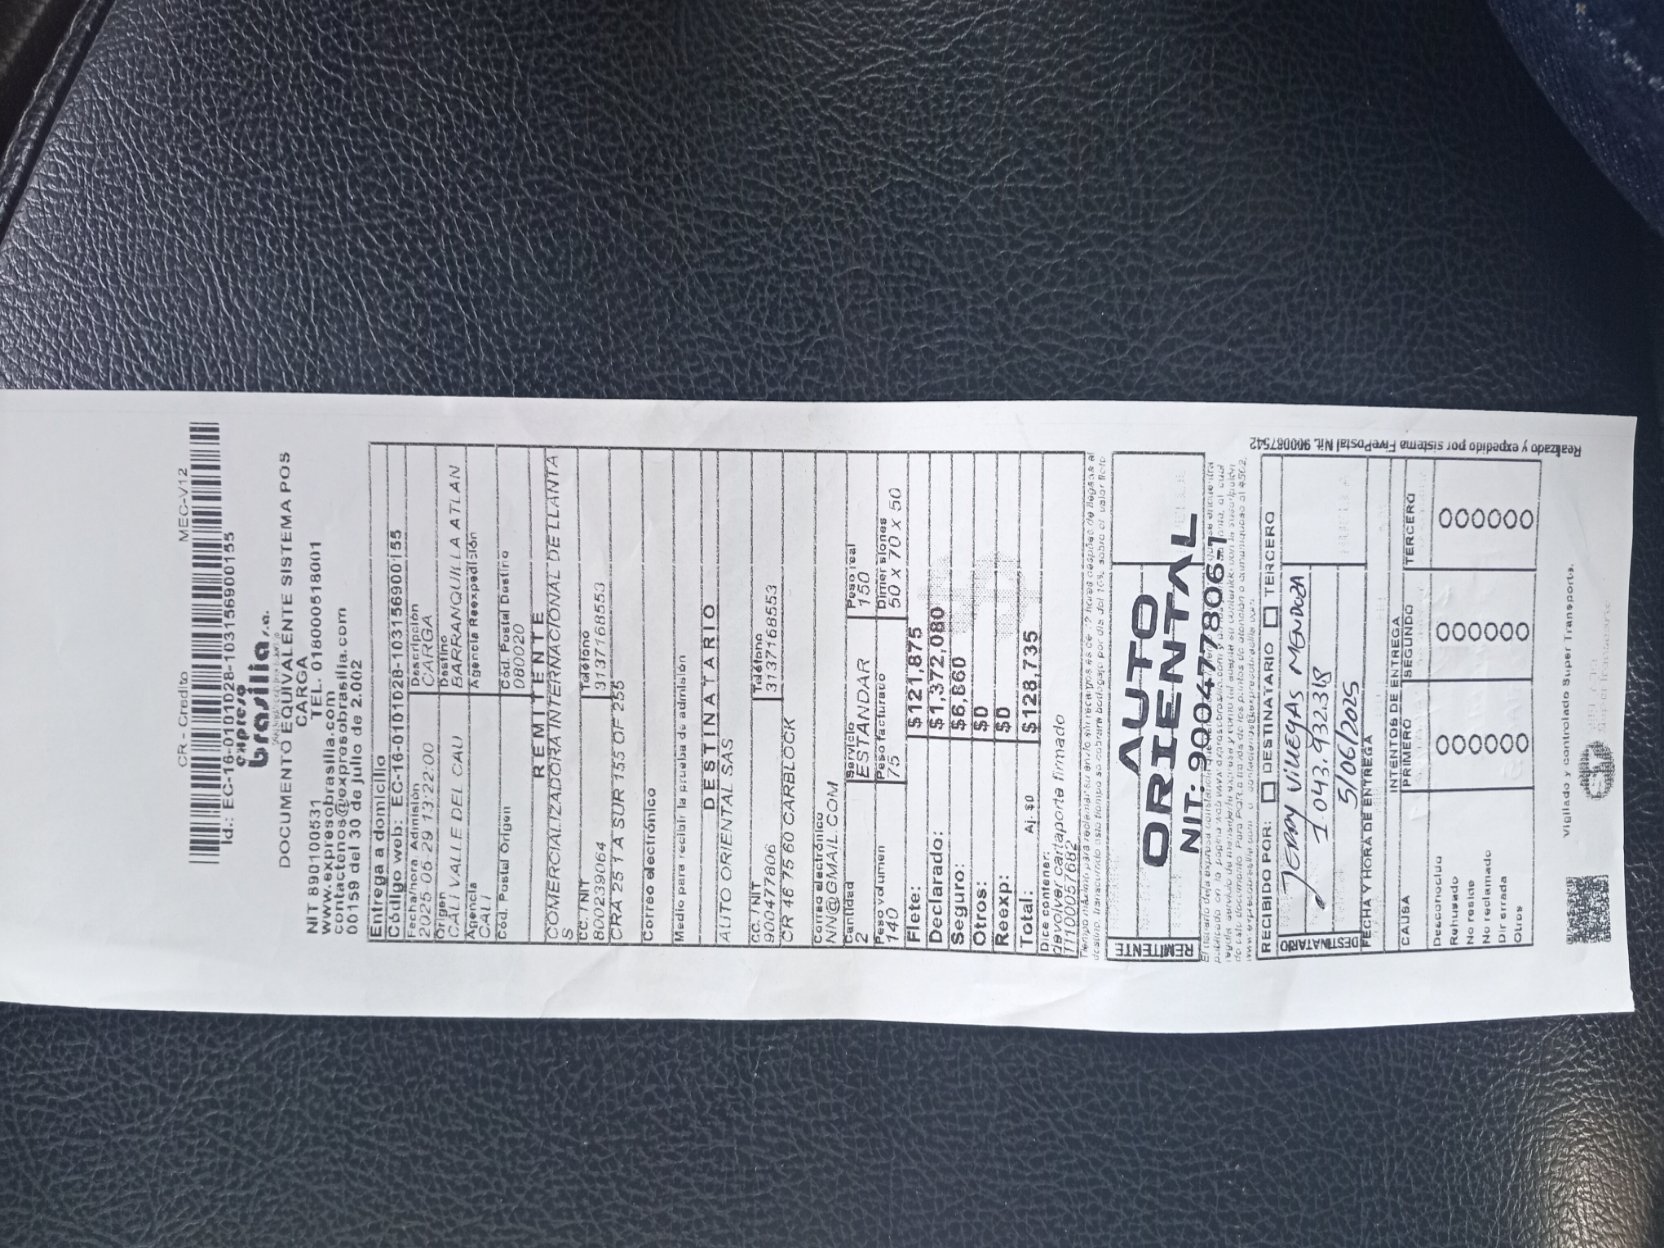 CR - Credito MEC-V12
Id.: EC-16-0101028-1031569000155
expreso
brasilia s.a.
DOCUMENTO EQUIVALENTE SISTEMA POS
CARGA
NIT 890100531 TEL. 018000518001
www.expresobrasilia.com
contactenos@expresobrasilia.com
00159 del 30 de Julio de 2.002
Entrega a domicilio
Código web: EC-16-0101028-1031569000155
Fecha/hora Admisión Descripción
2025 05 29 13:22:00 CARGA
Origen Destino
CALI VALLE DEL CAU BARRANQUILLA ATLAN
Agencia Agencia Reexpedición
CALI
Cód. Postal Origen Cód. Postal Destino
080020
REMITENTE
COMERCIALIZADORA INTERNACIONAL DE LLANTA
S
CC. / NIT Teléfono
800239064 3137168553
CRA 25 1 A SUR 155 OF 255
Correo electrónico
Medio para recibir la prueba de admisión
DESTINATARIO
AUTO ORIENTAL SAS
CC. / NIT Teléfono
900477806 3137168553
CR 46 75 60 CARBLOCK
Correo electrónico
NN@GMAIL.COM
Cantidad Servicio Peso real
2 ESTANDAR 150
Peso volumen Peso facturado Dimensiones
140 75 50 x 70 x 50
Flete: $121,875
Declarado: $1,372,080
Seguro: $6,860
Otros: $0
Reexp: $0
Total: Aj. $0 $128,735
Dice contener:
devolver cartaporte firmado
1110057682
REMITENTE
AUTO
ORIENTAL
NIT: 900477806-1
RECIBIDO POR: DESTINATARIO TERCERO
DESTINATARIO
JERRY VILLEGAS MENDOZA
1.043.932.318
5/06/2025
FECHA Y HORA DE ENTREGA
INTENTOS DE ENTREGA
CAUSA PRIMERO SEGUNDO TERCERO
Desconocido
Rehusado
No reside
No reclamado
Dir errada
Otros
Realizado y expedido por sistema FivePostal Nit. 900087542
Vigilado y controlado Super Transporte.